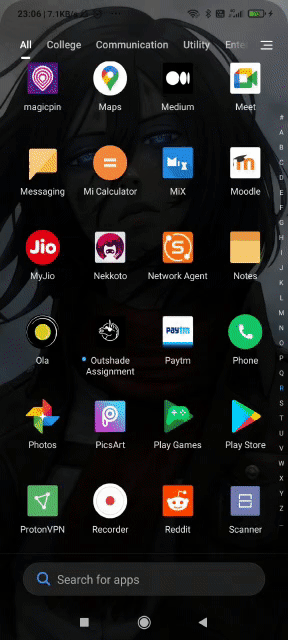 23:06 | 7.1KB/s
All College Communication Utility Ente
magicpin Maps Medium Meet
Messaging Mi Calculator MiX Moodle
MyJio Nekkoto Network Agent Notes
Ola Outshade Assignment Paytm Phone
Photos PicsArt Play Games Play Store
ProtonVPN Recorder Reddit Scanner
Search for apps
#
A
B
C
D
E
F
G
H
I
J
K
L
M
N
O
P
Q
R
S
T
U
V
W
X
Y
Z
Jio
MiX
Paytm